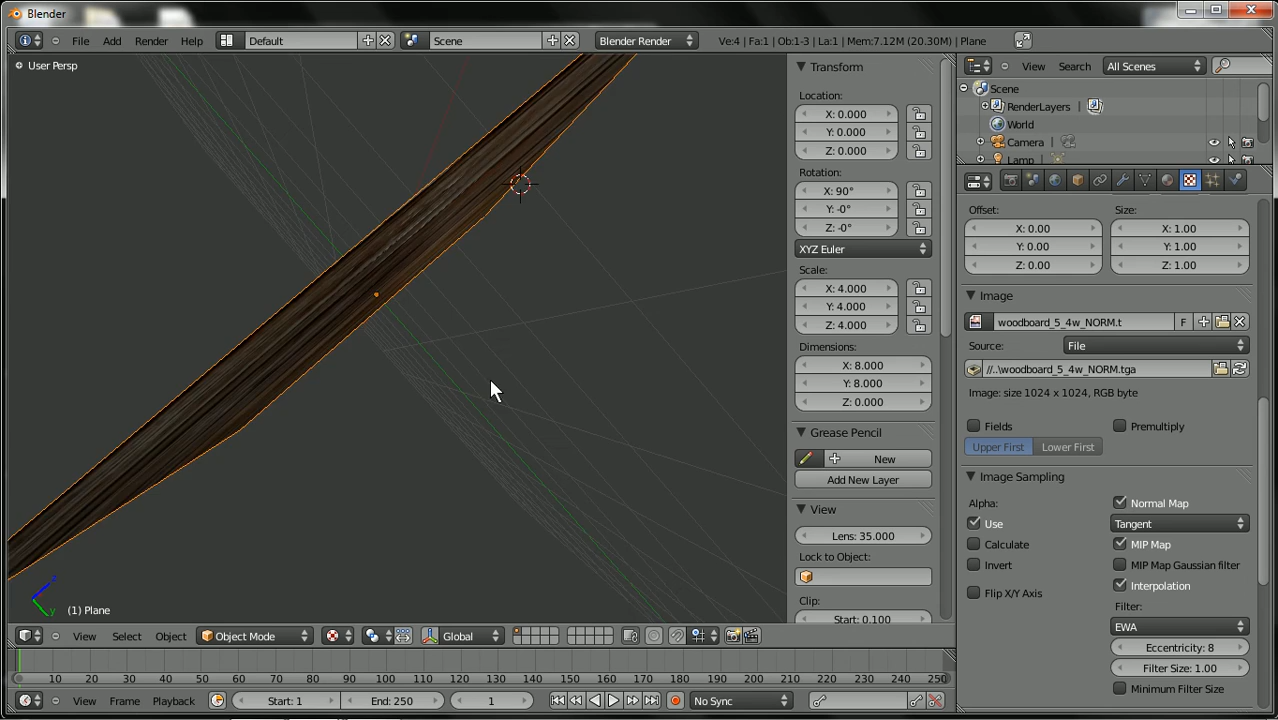 Blender
File Add Render Help Default Scene Blender Render Ve:4 | Fa:1 | Ob:1-3 | La:1 | Mem:7.12M (20.30M) | Plane
User Persp
Transform
Location:
X: 0.000
Y: 0.000
Z: 0.000
Rotation:
X: 90°
Y: -0°
Z: -0°
XYZ Euler
Scale:
X: 4.000
Y: 4.000
Z: 4.000
Dimensions:
X: 8.000
Y: 8.000
Z: 0.000
Grease Pencil
New
Add New Layer
View
Lens: 35.000
Lock to Object:
Clip:
Start: 0.100
View Search All Scenes
Scene
RenderLayers
World
Camera
Lamp
Offset: Size:
X: 0.00 X: 1.00
Y: 0.00 Y: 1.00
Z: 0.00 Z: 1.00
Image
woodboard_5_4w_NORM.t F
Source: File
//..\woodboard_5_4w_NORM.tga
Image: size 1024 x 1024, RGB byte
Fields Premultiply
Upper First Lower First
Image Sampling
Alpha: Normal Map
Use Tangent
Calculate MIP Map
Invert MIP Map Gaussian filter
Interpolation
Flip X/Y Axis
Filter:
EWA
Eccentricity: 8
Filter Size: 1.00
Minimum Filter Size
z
y
(1) Plane
View Select Object Object Mode Global
10 20 30 40 50 60 70 80 90 100 110 120 130 140 150 160 170 180 190 200 210 220 230 240 250
View Frame Playback Start: 1 End: 250 1 No Sync